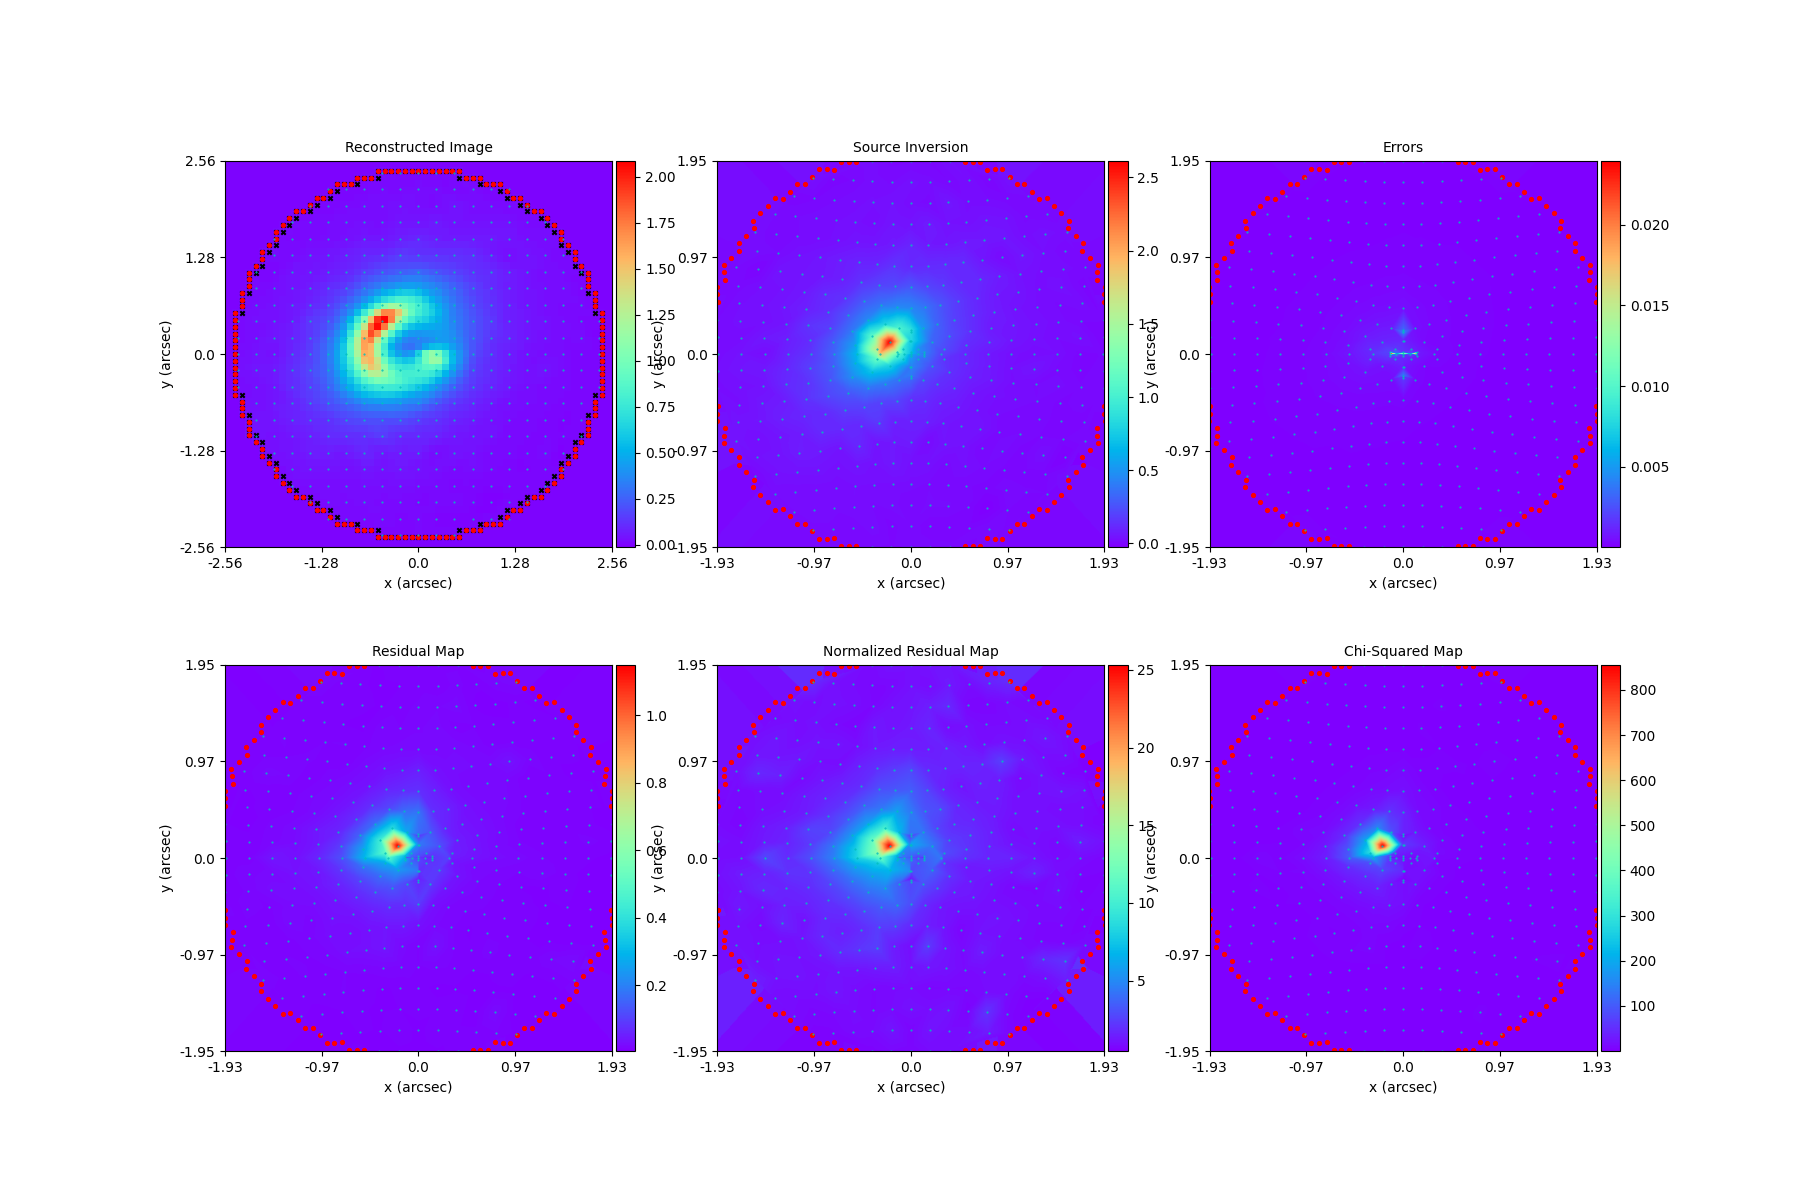 Reconstructed Image
2.56
1.28
0.0
-1.28
-2.56
-2.56 -1.28 0.0 1.28 2.56
x (arcsec)
y (arcsec)
2.00
1.75
1.50
1.25
1.00
0.75
0.50
0.25
0.00
Source Inversion
1.95
0.97
0.0
-0.97
-1.95
-1.93 -0.97 0.0 0.97 1.93
x (arcsec)
y (arcsec)
2.5
2.0
1.5
1.0
0.5
0.0
Errors
1.95
0.97
0.0
-0.97
-1.95
-1.93 -0.97 0.0 0.97 1.93
x (arcsec)
y (arcsec)
0.020
0.015
0.010
0.005
Residual Map
1.95
0.97
0.0
-0.97
-1.95
-1.93 -0.97 0.0 0.97 1.93
x (arcsec)
y (arcsec)
1.0
0.8
0.6
0.4
0.2
Normalized Residual Map
1.95
0.97
0.0
-0.97
-1.95
-1.93 -0.97 0.0 0.97 1.93
x (arcsec)
y (arcsec)
25
20
15
10
5
Chi-Squared Map
1.95
0.97
0.0
-0.97
-1.95
-1.93 -0.97 0.0 0.97 1.93
x (arcsec)
y (arcsec)
800
700
600
500
400
300
200
100